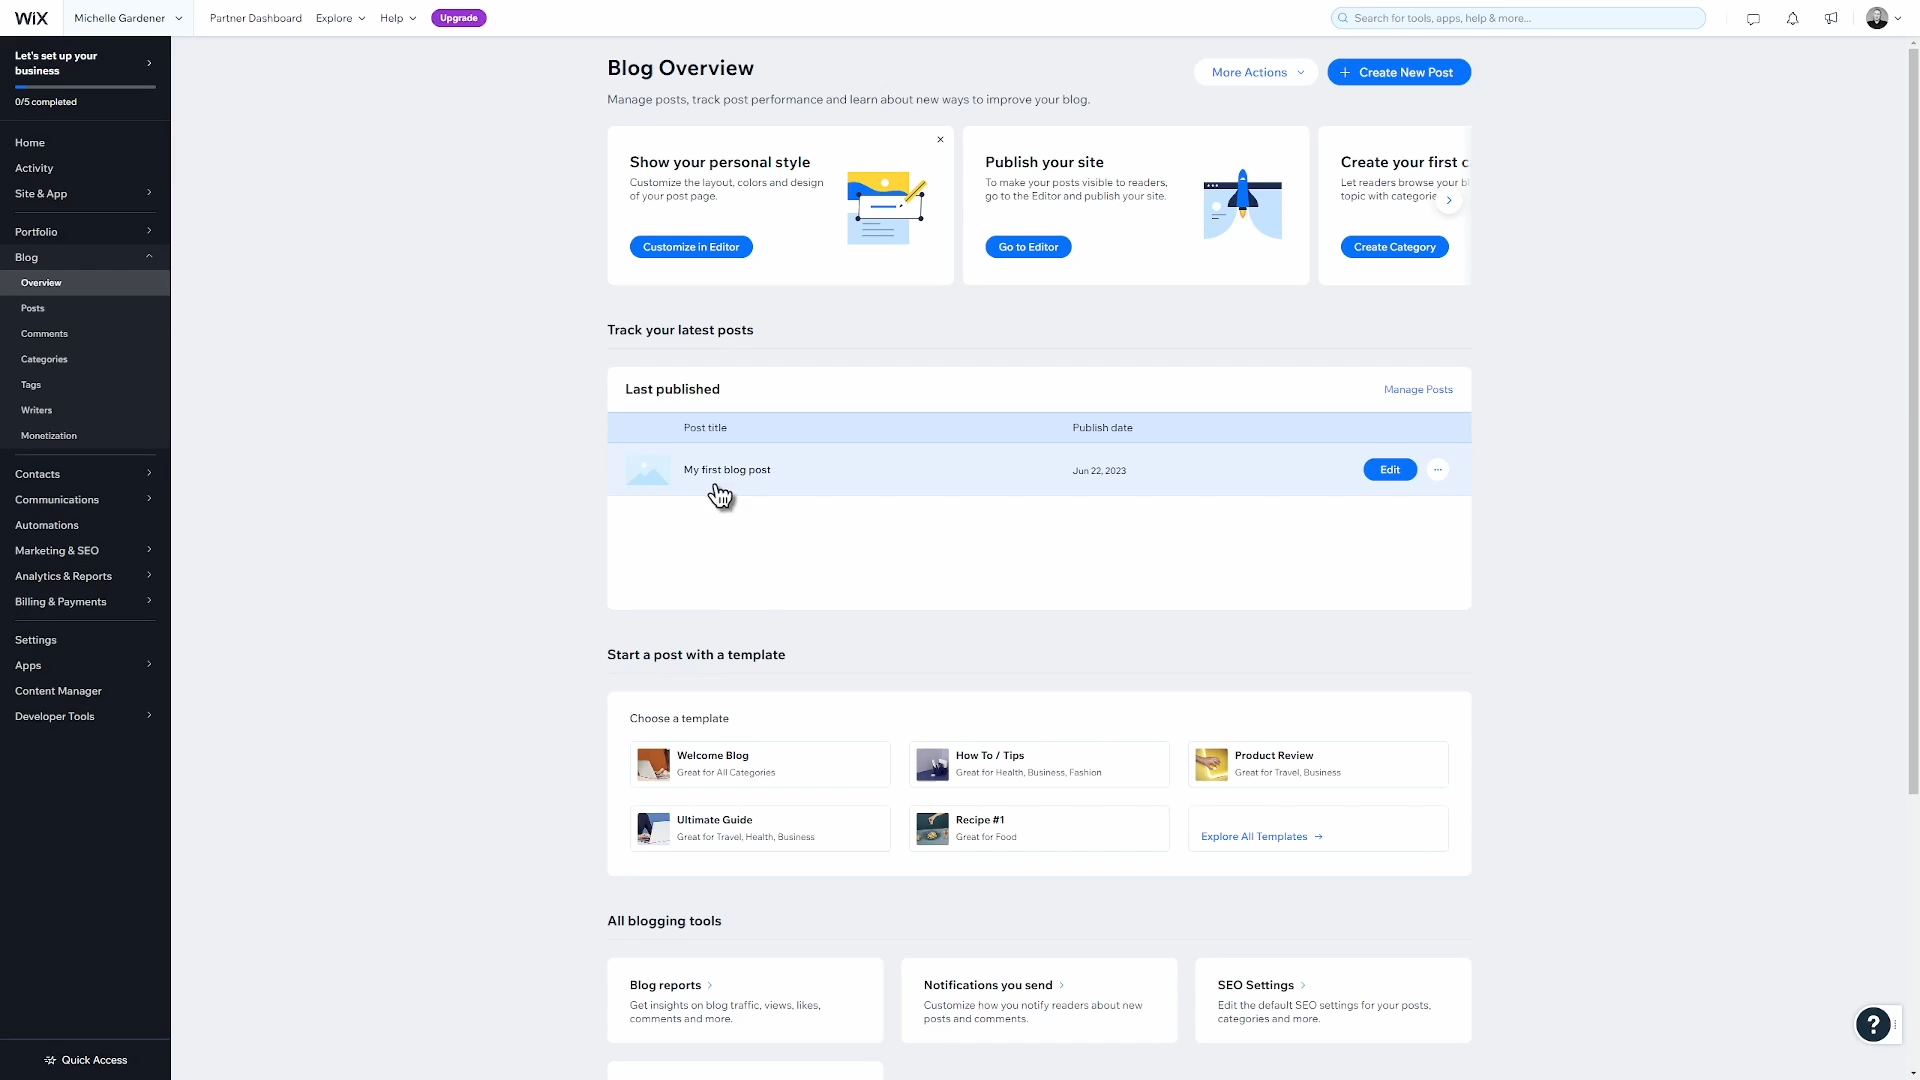 WiX
Michelle Gardener
Partner Dashboard
Explore
Help
Upgrade
Search for tools, apps, help & more...
Let's set up your
business
0/5 completed
Home
Activity
Site & App
Portfolio
Blog
Overview
Posts
Comments
Categories
Tags
Writers
Monetization
Contacts
Communications
Automations
Marketing & SEO
Analytics & Reports
Billing & Payments
Settings
Apps
Content Manager
Developer Tools
Quick Access
Blog Overview
More Actions
+ Create New Post
Manage posts, track post performance and learn about new ways to improve your blog.
Show your personal style
Customize the layout, colors and design
of your post page.
Customize in Editor
Publish your site
To make your posts visible to readers,
go to the Editor and publish your site.
Go to Editor
Create your first c
Let readers browse your bl
topic with categorie
Create Category
Track your latest posts
Last published
Manage Posts
Post title
Publish date
My first blog post
Jun 22, 2023
Edit
...
Start a post with a template
Choose a template
Welcome Blog
Great for All Categories
How To / Tips
Great for Health, Business, Fashion
Product Review
Great for Travel, Business
Ultimate Guide
Great for Travel, Health, Business
Recipe #1
Great for Food
Explore All Templates →
All blogging tools
Blog reports
Get insights on blog traffic, views, likes,
comments and more.
Notifications you send
Customize how you notify readers about new
posts and comments.
SEO Settings
Edit the default SEO settings for your posts,
categories and more.
?